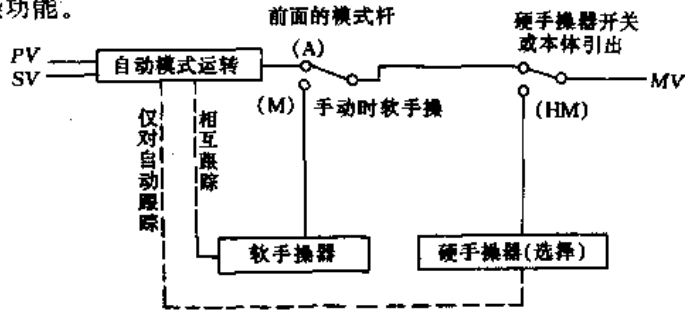 功能。
前面的模式杆
硬手操器开关
或本体引出
PV
SV
自动模式运转
(A)
MV
(M) 手动时软手操
(HM)
仅对自动跟踪
相互跟踪
软手操器
硬手操器(选择)